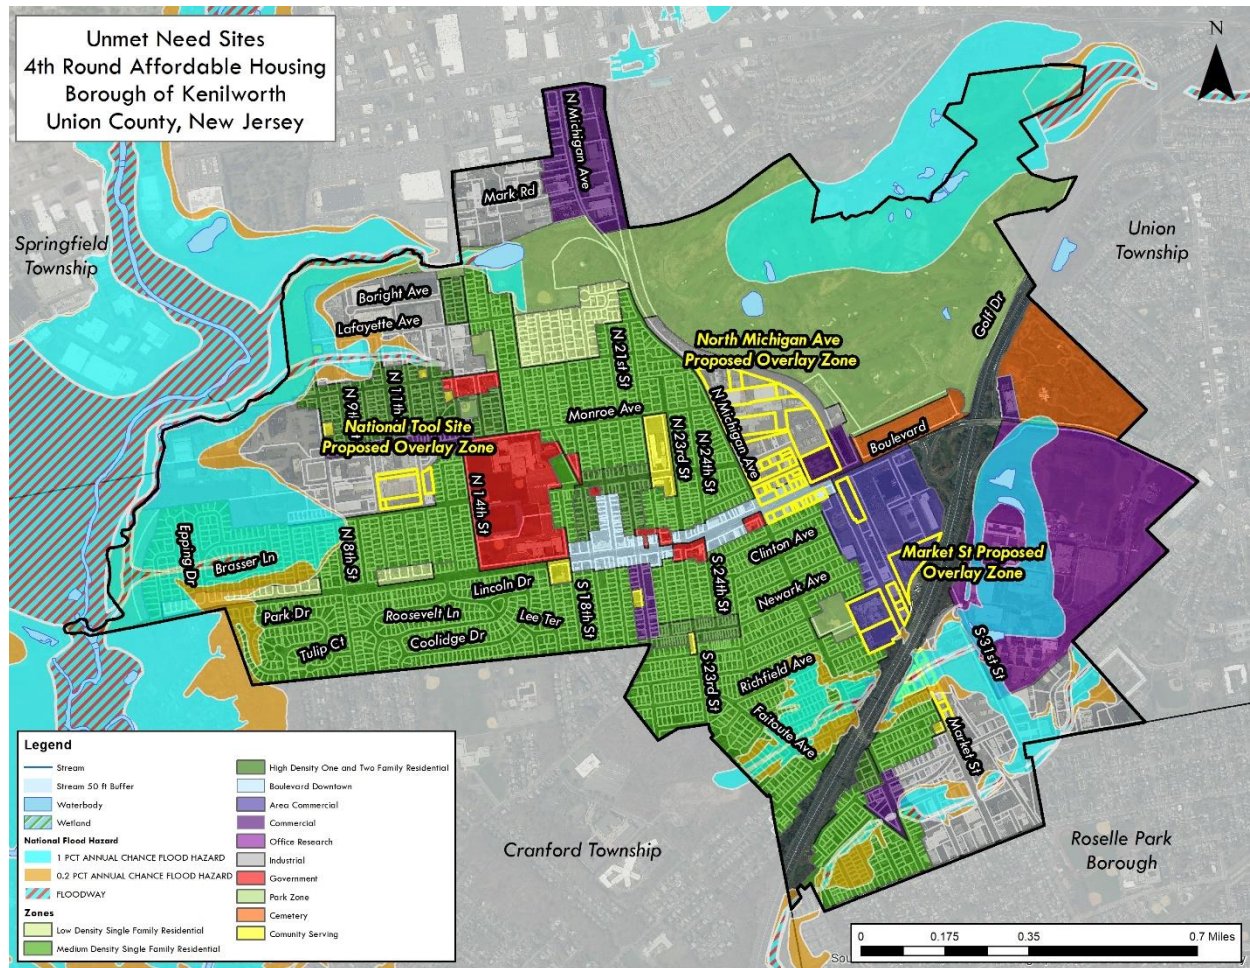 Unmet Need Sites
4th Round Affordable Housing
Borough of Kenilworth
Union County, New Jersey
N
N Michigan Ave
Mark Rd
Springfield
Township
Union
Township
Boright Ave
Lafayette Ave
Golf Dr
N 21st St
North Michigan Ave
Proposed Overlay Zone
N 9th
N 11th
Monroe Ave
N Michigan Ave
National Tool Site
Proposed Overlay Zone
N 23rd St
N 24th St
Boulevard
N 14th St
Epping Dr
Brasser Ln
N 8th St
Clinton Ave
Market St Proposed
Overlay Zone
Lincoln Dr
S 18th St
S 24th St
Newark Ave
Park Dr
Roosevelt Ln
Lee Ter
Tulip Ct
Coolidge Dr
S 31st St
S 23rd St
Richfield Ave
Faitoute Ave
Market St
Cranford Township
Roselle Park
Borough
Legend
Stream
Stream 50 ft Buffer
Waterbody
Wetland
National Flood Hazard
1 PCT ANNUAL CHANCE FLOOD HAZARD
0.2 PCT ANNUAL CHANCE FLOOD HAZARD
FLOODWAY
Zones
Low Density Single Family Residential
Medium Density Single Family Residential
High Density One and Two Family Residential
Boulevard Downtown
Area Commercial
Commercial
Office Research
Industrial
Government
Park Zone
Cemetery
Comunity Serving
0 0.175 0.35 0.7 Miles